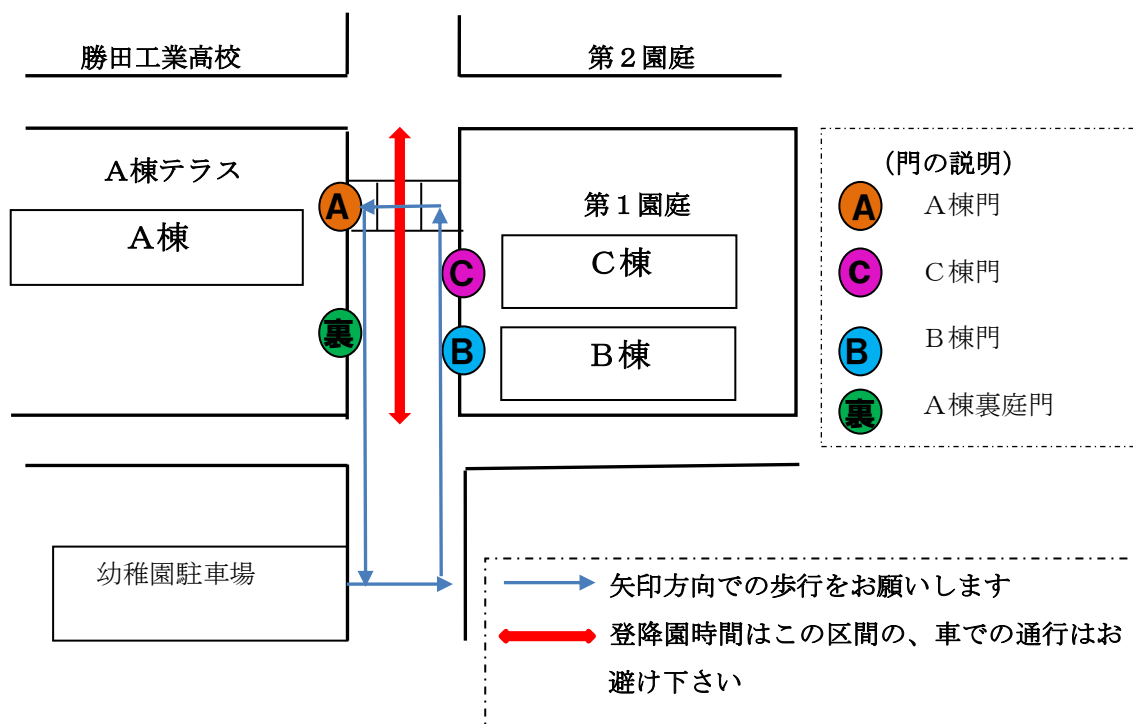 勝田工業高校
第２園庭
Ａ棟テラス
Ａ棟
A
裏
第１園庭
C
Ｃ棟
B
Ｂ棟
（門の説明）
A
Ａ棟門
C
Ｃ棟門
B
Ｂ棟門
裏
Ａ棟裏庭門
幼稚園駐車場
矢印方向での歩行をお願いします
登降園時間はこの区間の、車での通行はお
避け下さい